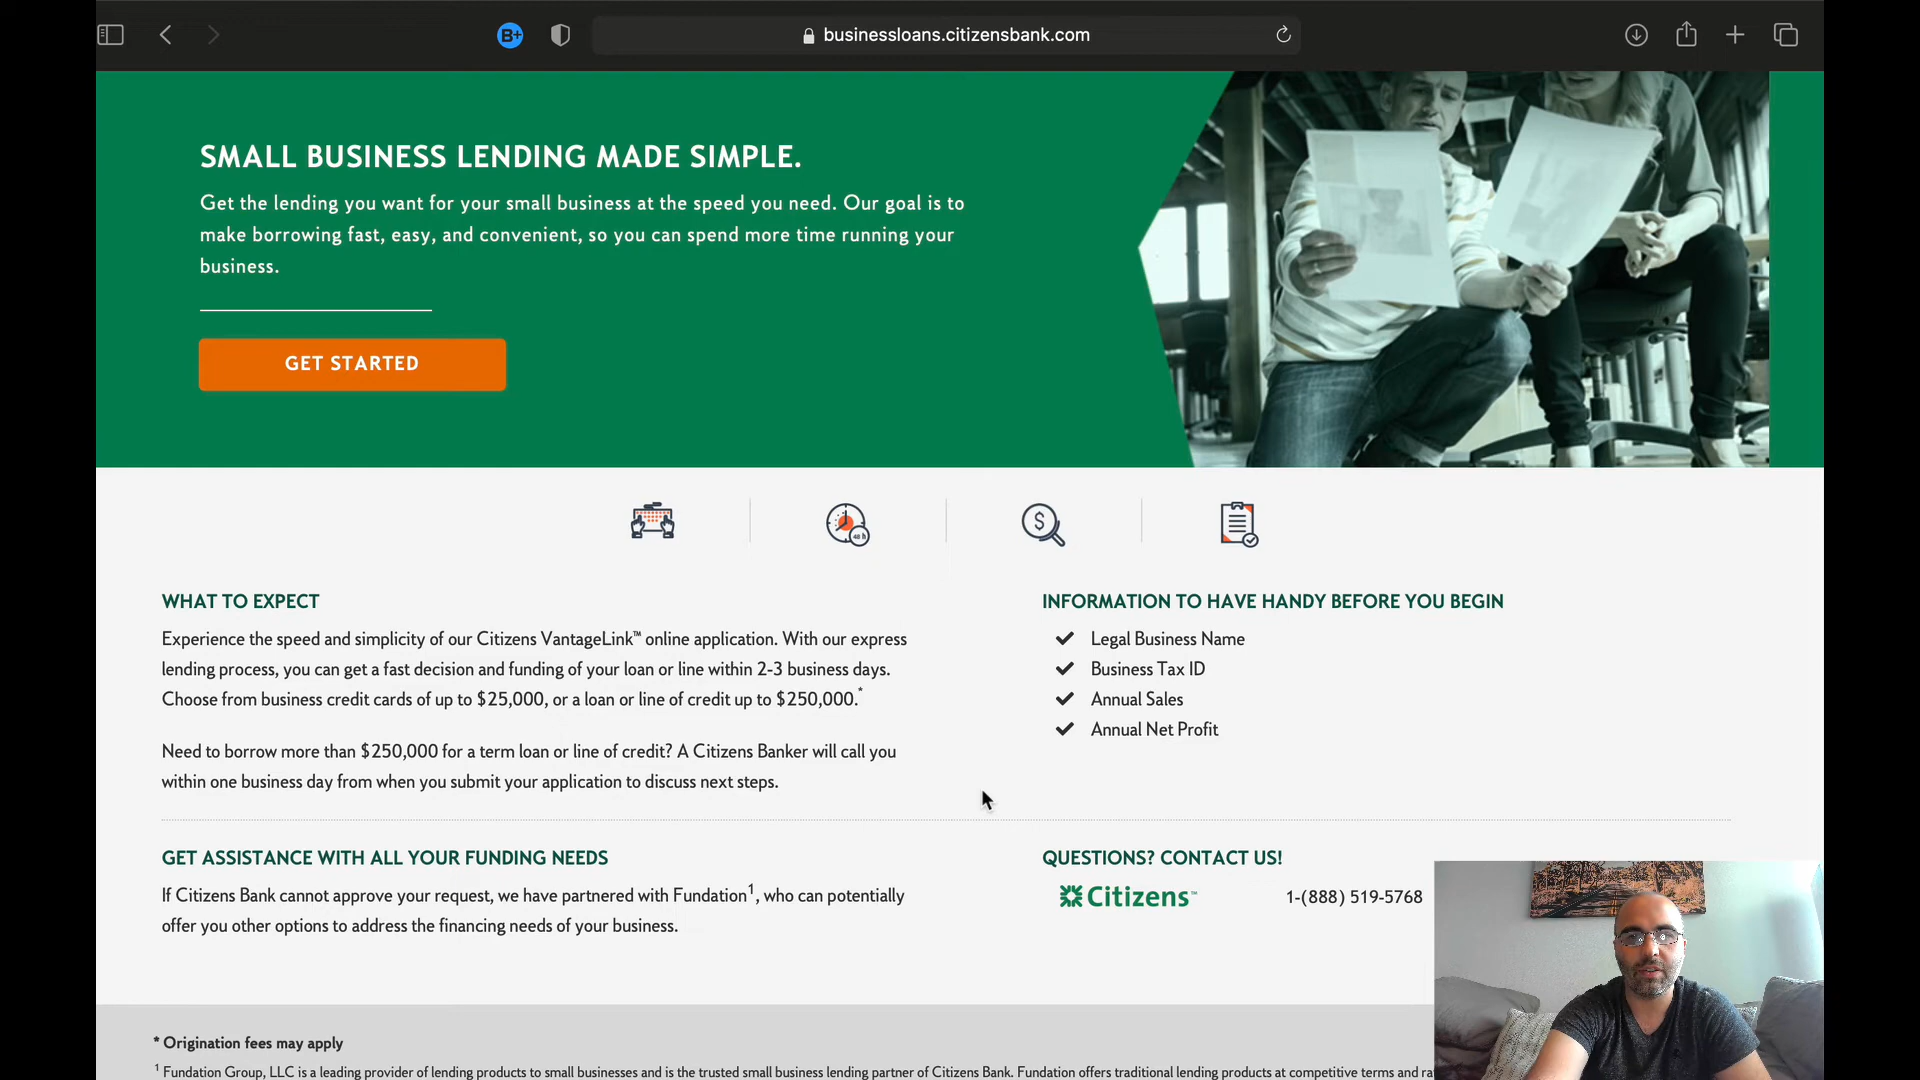 B+
businessloans.citizensbank.com
SMALL BUSINESS LENDING MADE SIMPLE.
Get the lending you want for your small business at the speed you need. Our goal is to
make borrowing fast, easy, and convenient, so you can spend more time running your
business.
GET STARTED
48 h
$
WHAT TO EXPECT
Experience the speed and simplicity of our Citizens VantageLink™ online application. With our express
lending process, you can get a fast decision and funding of your loan or line within 2-3 business days.
Choose from business credit cards of up to $25,000, or a loan or line of credit up to $250,000.*
Need to borrow more than $250,000 for a term loan or line of credit? A Citizens Banker will call you
within one business day from when you submit your application to discuss next steps.
INFORMATION TO HAVE HANDY BEFORE YOU BEGIN
Legal Business Name
Business Tax ID
Annual Sales
Annual Net Profit
GET ASSISTANCE WITH ALL YOUR FUNDING NEEDS
If Citizens Bank cannot approve your request, we have partnered with Fundation¹, who can potentially
offer you other options to address the financing needs of your business.
QUESTIONS? CONTACT US!
Citizens™ 1-(888) 519-5768
* Origination fees may apply
¹ Fundation Group, LLC is a leading provider of lending products to small businesses and is the trusted small business lending partner of Citizens Bank. Fundation offers traditional lending products at competitive terms and